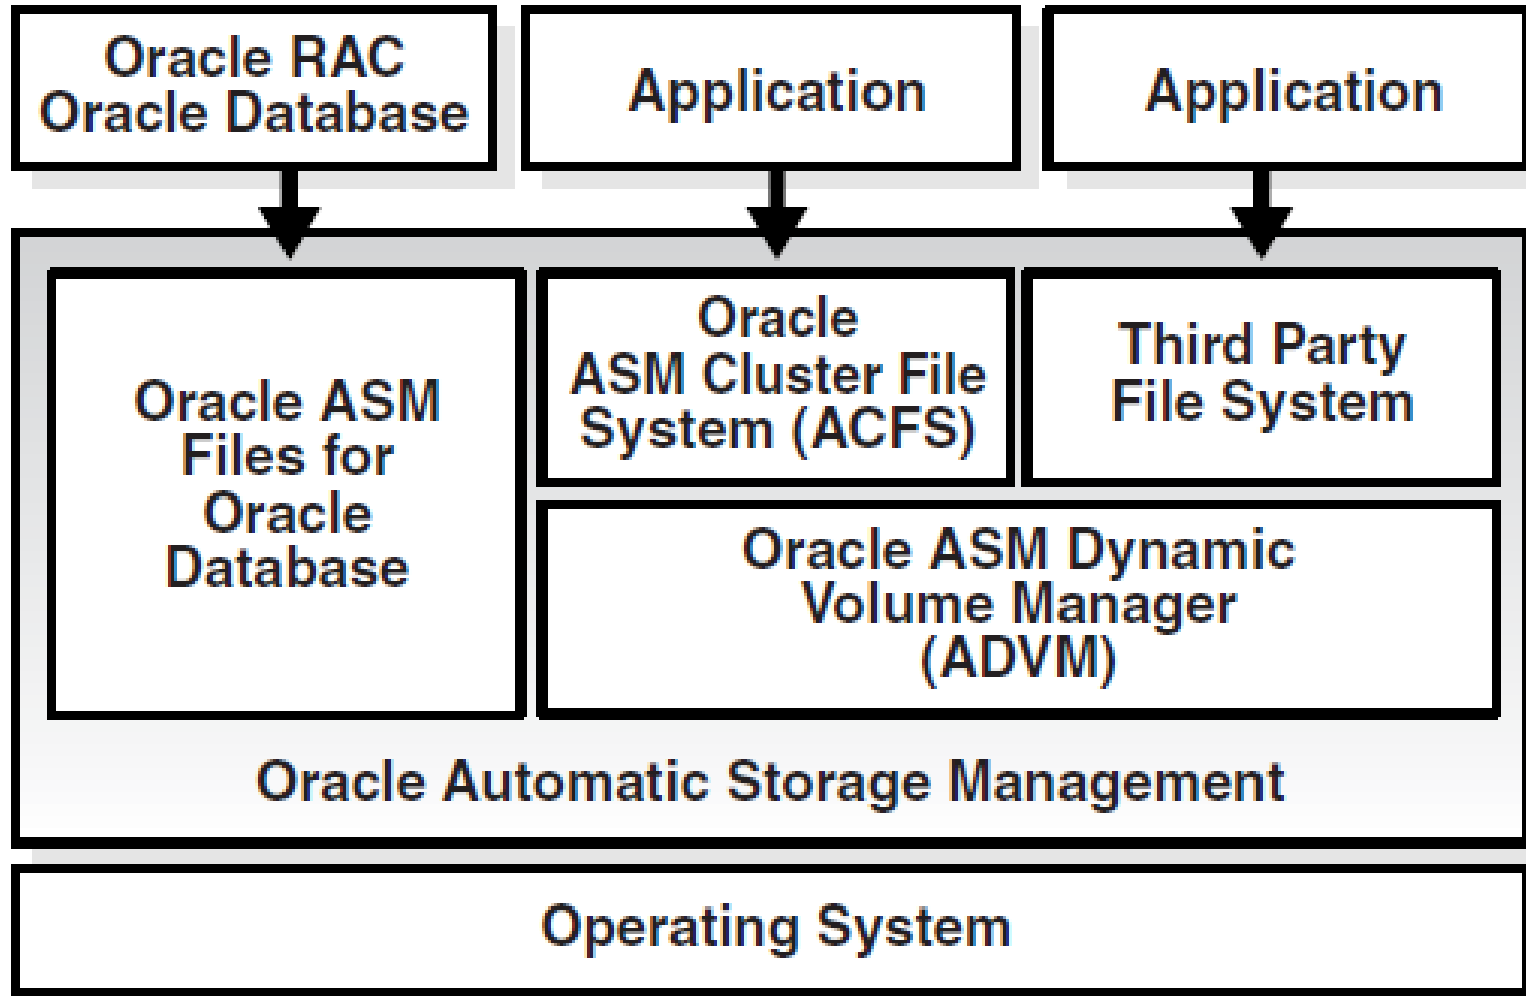 Oracle RAC
Oracle Database
Application
Application
Oracle ASM
Files for
Oracle
Database
Oracle
ASM Cluster File
System (ACFS)
Third Party
File System
Oracle ASM Dynamic
Volume Manager
(ADVM)
Oracle Automatic Storage Management
Operating System